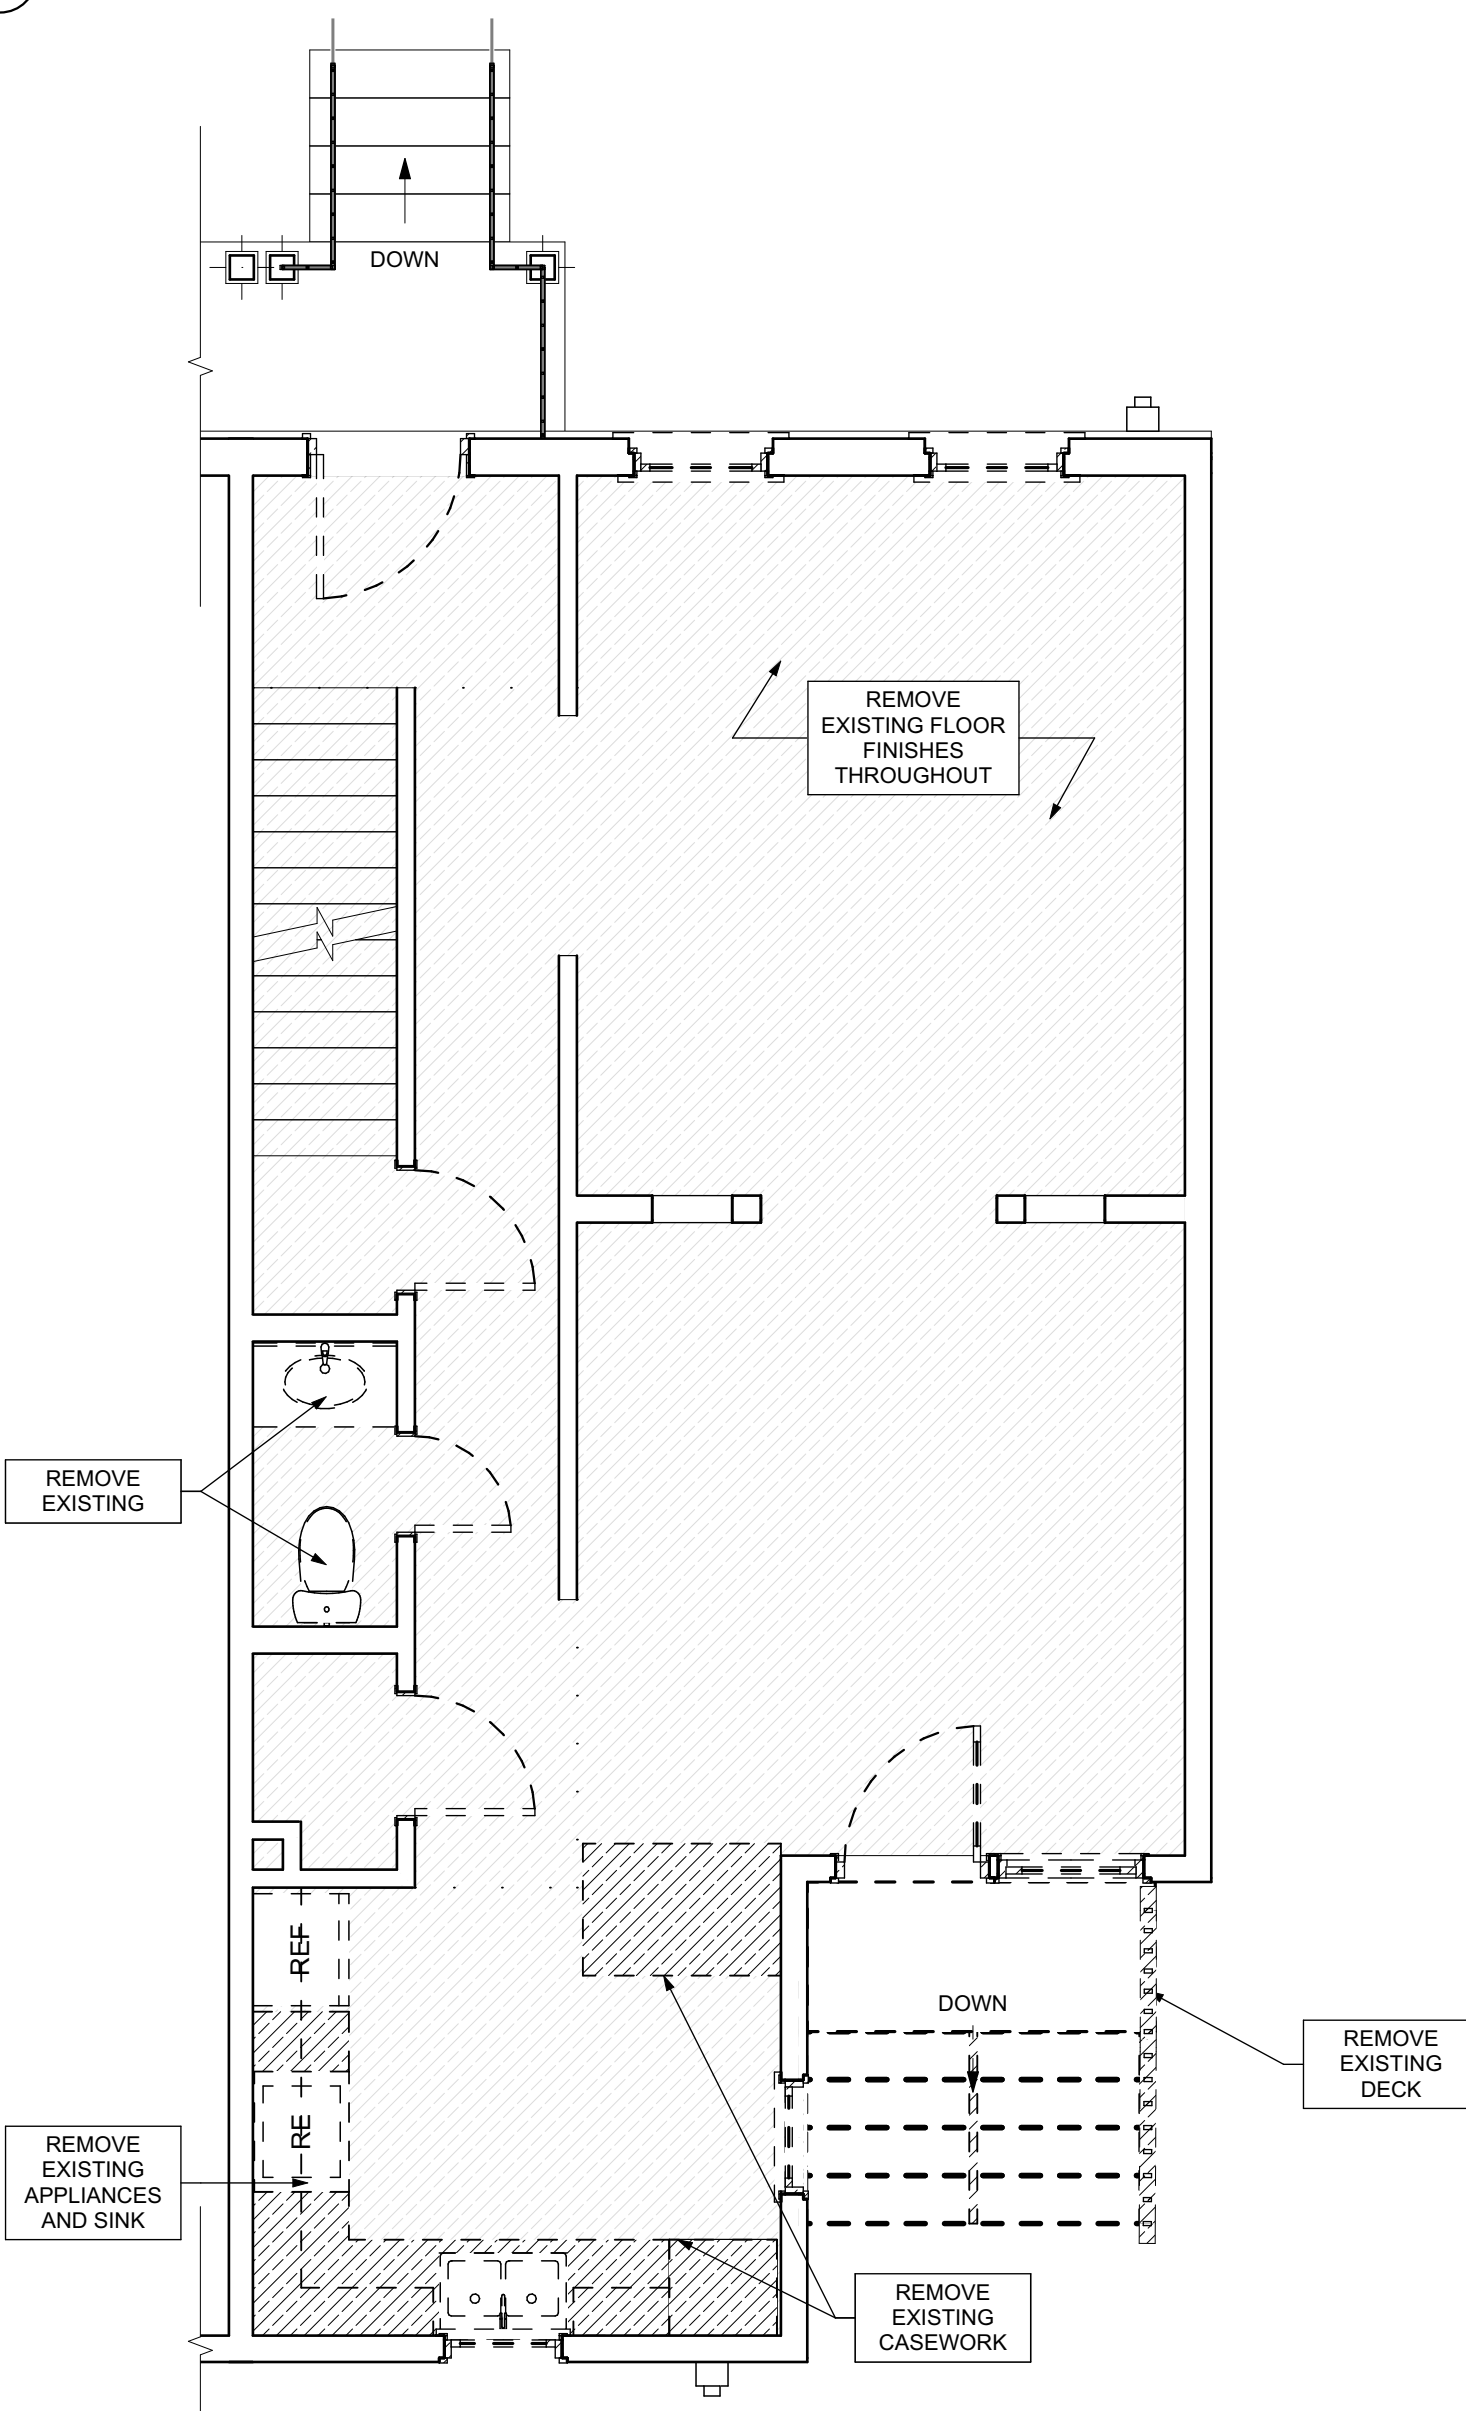 DOWN
REMOVE
EXISTING FLOOR
FINISHES
THROUGHOUT
REMOVE
EXISTING
REF
DOWN
REMOVE
EXISTING
DECK
RE
REMOVE
EXISTING
APPLIANCES
AND SINK
REMOVE
EXISTING
CASEWORK